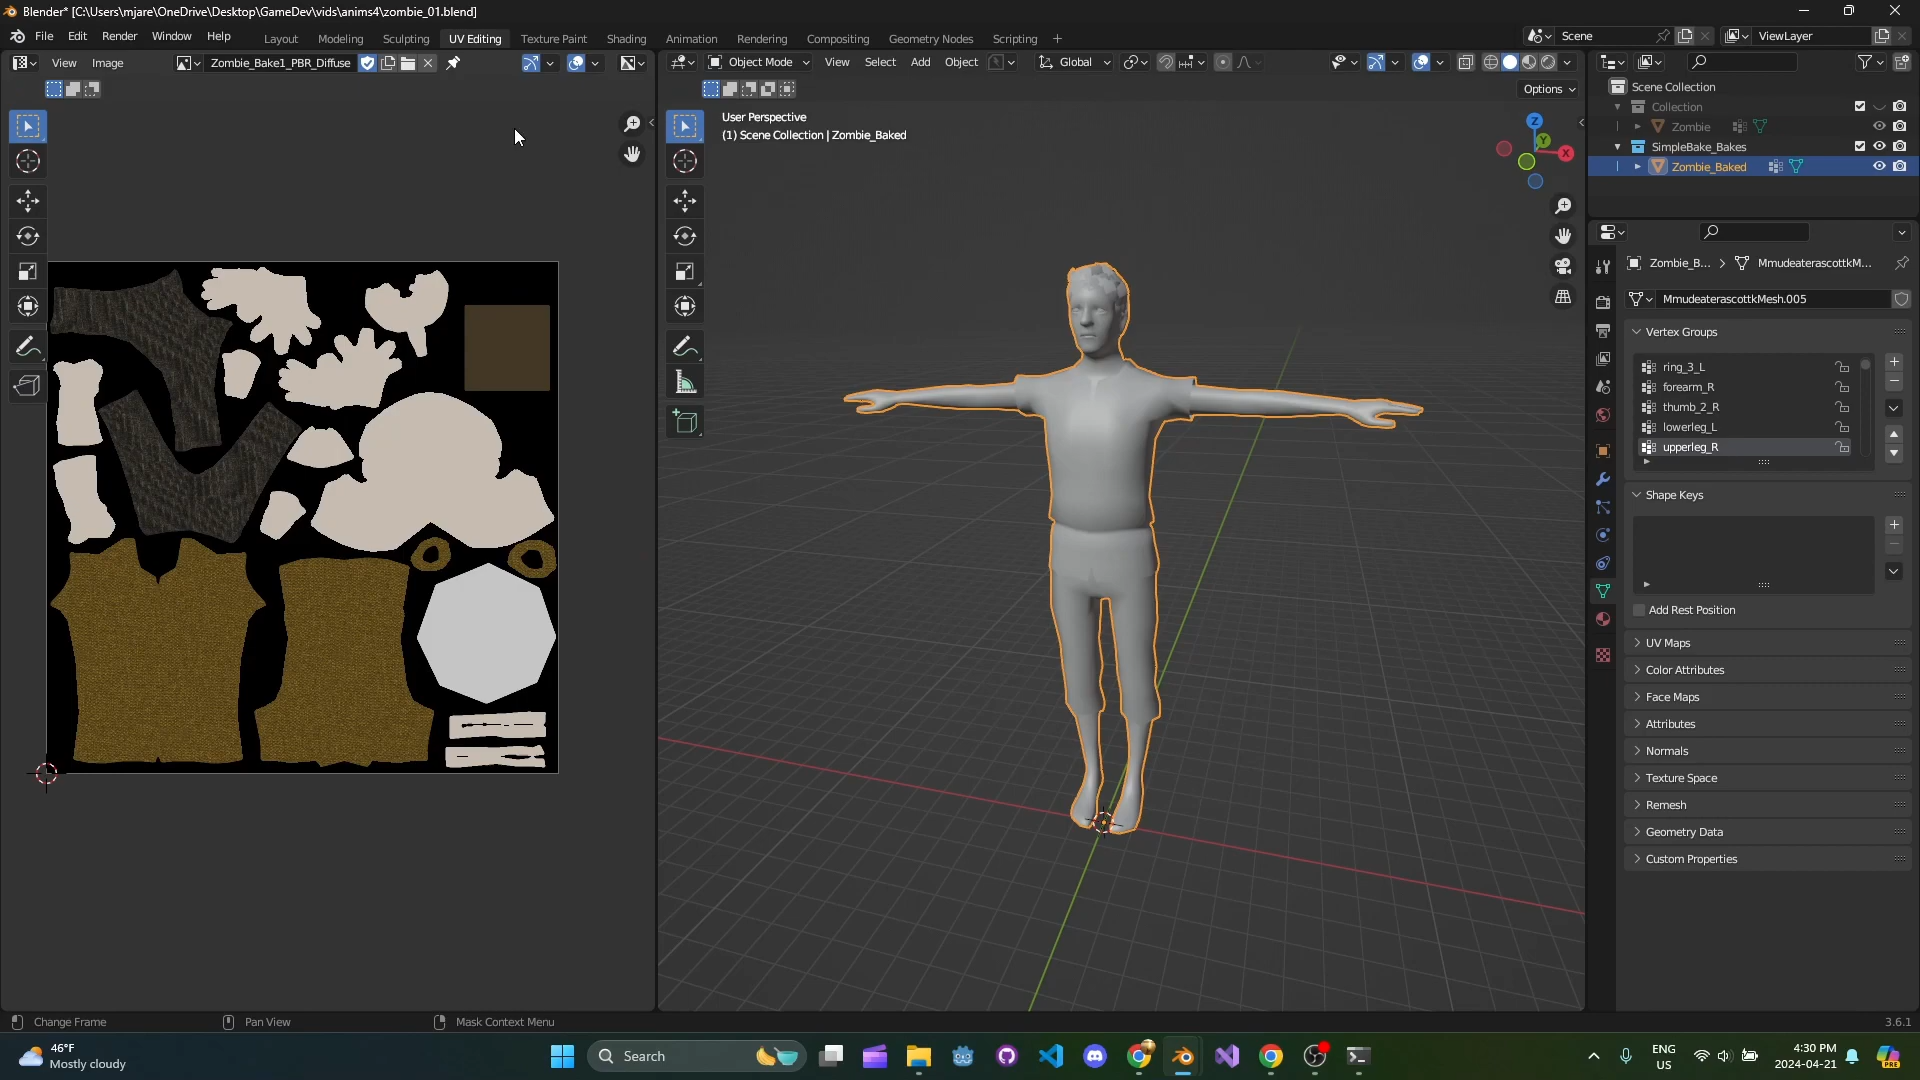 Blender* [C:\Users\mjare\OneDrive\Desktop\GameDev\vids\anims4\zombie_01.blend]
File Edit Render Window Help Layout Modeling Sculpting UV Editing Texture Paint Shading Animation Rendering Compositing Geometry Nodes Scripting + Scene ViewLayer
View Image Zombie_Bake1_PBR_Diffuse Object Mode View Select Add Object Global
Options
User Perspective
(1) Scene Collection | Zombie_Baked
Z
Y
X
Scene Collection
Collection
Zombie
SimpleBake_Bakes
Zombie_Baked
Zombie_B... > MmudeaterascottkM...
MmudeaterascottkMesh.005
Vertex Groups
ring_3_L
forearm_R
thumb_2_R
lowerleg_L
upperleg_R
Shape Keys
Add Rest Position
UV Maps
Color Attributes
Face Maps
Attributes
Normals
Texture Space
Remesh
Geometry Data
Custom Properties
Change Frame Pan View Mask Context Menu 3.6.1
46°F
Mostly cloudy
Search
ENG
US
4:30 PM
2024-04-21
PRE